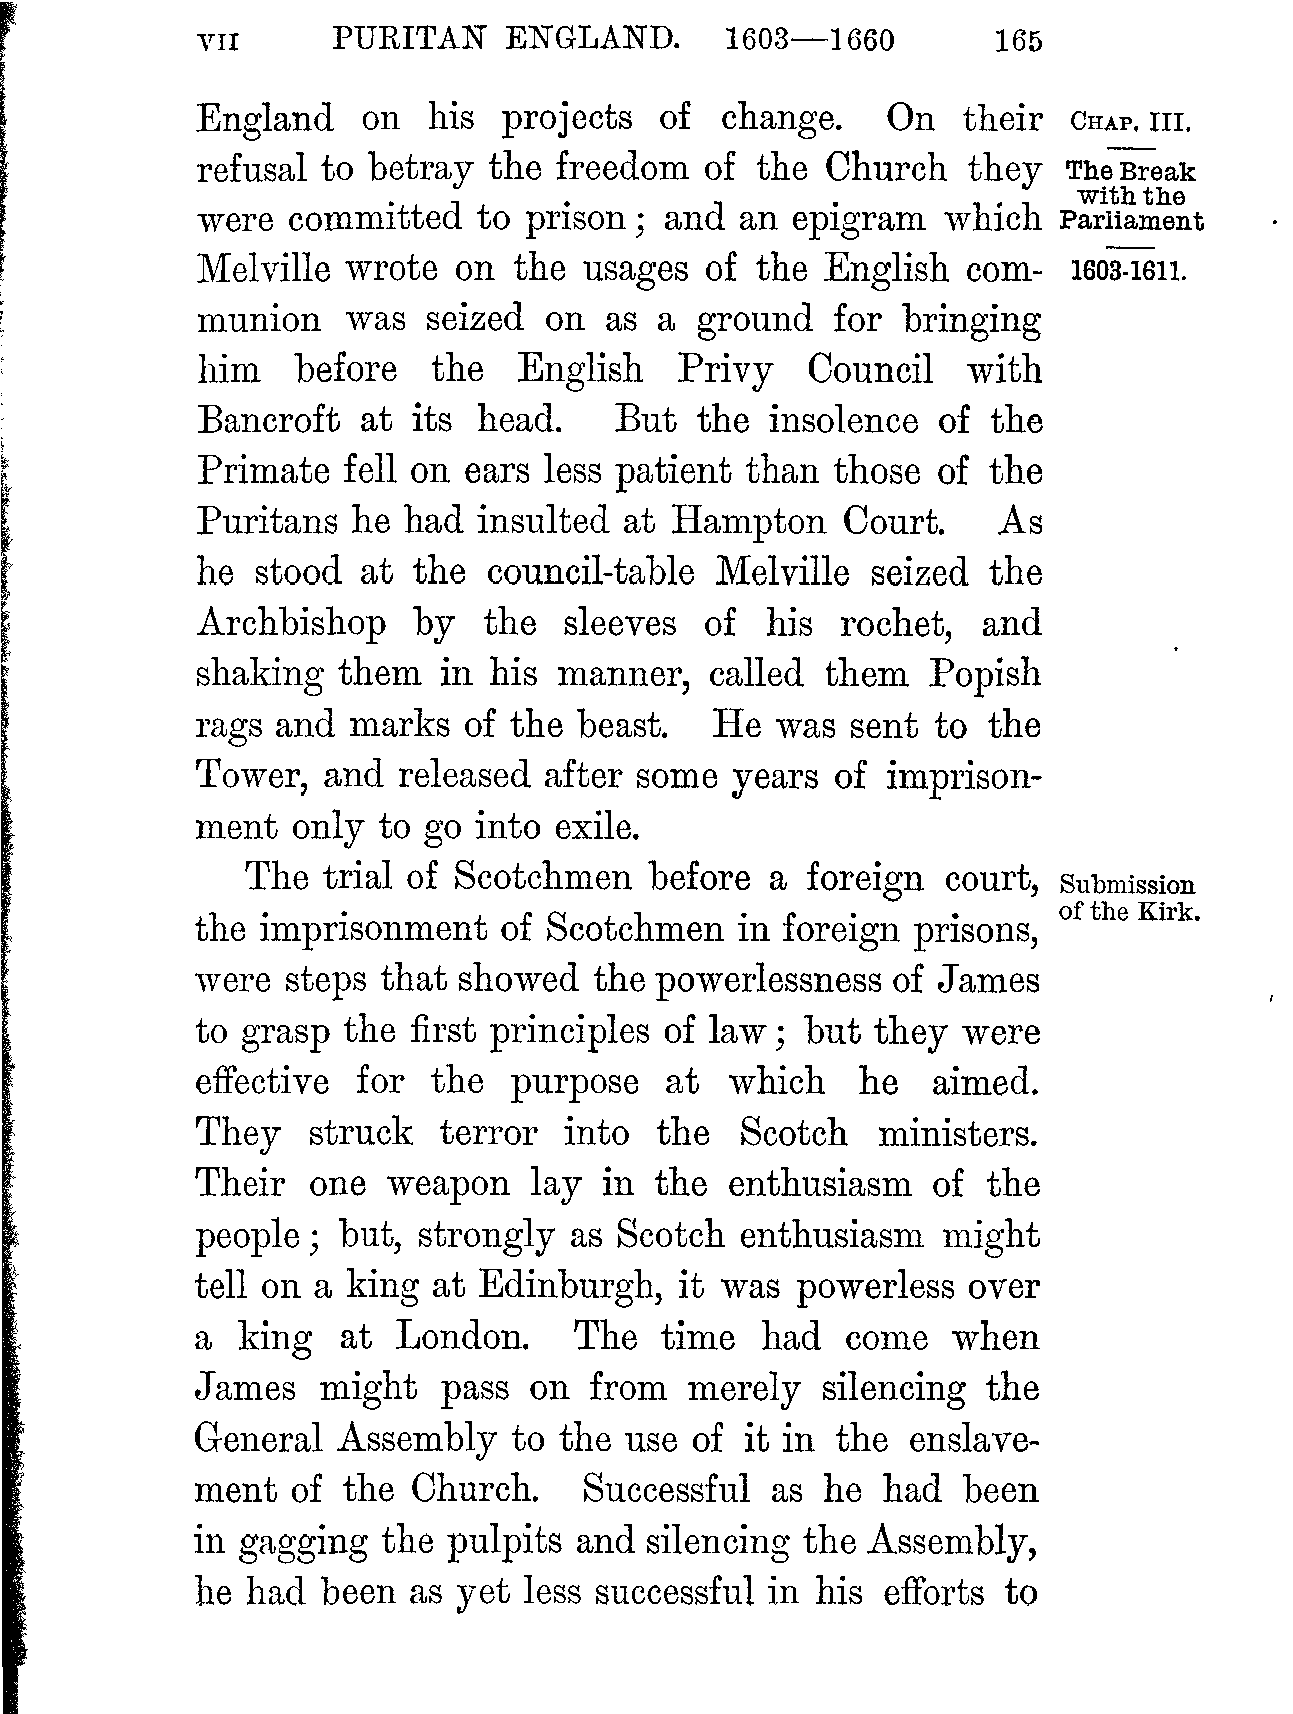 VII PURITAN ENGLAND. 1603—1660 165
England on his projects of change. On their
refusal to betray the freedom of the Church they
were committed to prison; and an epigram which
Melville wrote on the usages of the English com-
munion was seized on as a ground for bringing
him before the English Privy Council with
Bancroft at its head. But the insolence of the
Primate fell on ears less patient than those of the
Puritans he had insulted at Hampton Court. As
he stood at the council-table Melville seized the
Archbishop by the sleeves of his rochet, and
shaking them in his manner, called them Popish
rags and marks of the beast. He was sent to the
Tower, and released after some years of imprison-
ment only to go into exile.
The trial of Scotchmen before a foreign court,
the imprisonment of Scotchmen in foreign prisons,
were steps that showed the powerlessness of James
to grasp the first principles of law; but they were
effective for the purpose at which he aimed.
They struck terror into the Scotch ministers.
Their one weapon lay in the enthusiasm of the
people; but, strongly as Scotch enthusiasm might
tell on a king at Edinburgh, it was powerless over
a king at London. The time had come when
James might pass on from merely silencing the
General Assembly to the use of it in the enslave-
ment of the Church. Successful as he had been
in gagging the pulpits and silencing the Assembly,
he had been as yet less successful in his efforts to
CHAP. III.
The Break
with the
Parliament
1603-1611.
Submission
of the Kirk.